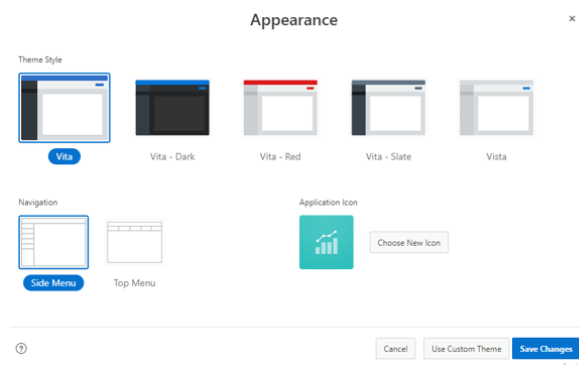 Appearance
Theme Style
Vita
Vita - Dark
Vita - Red
Vita - Slate
Vista
Navigation
Application Icon
Choose New Icon
Side Menu
Top Menu
Cancel
Use Custom Theme
Save Changes